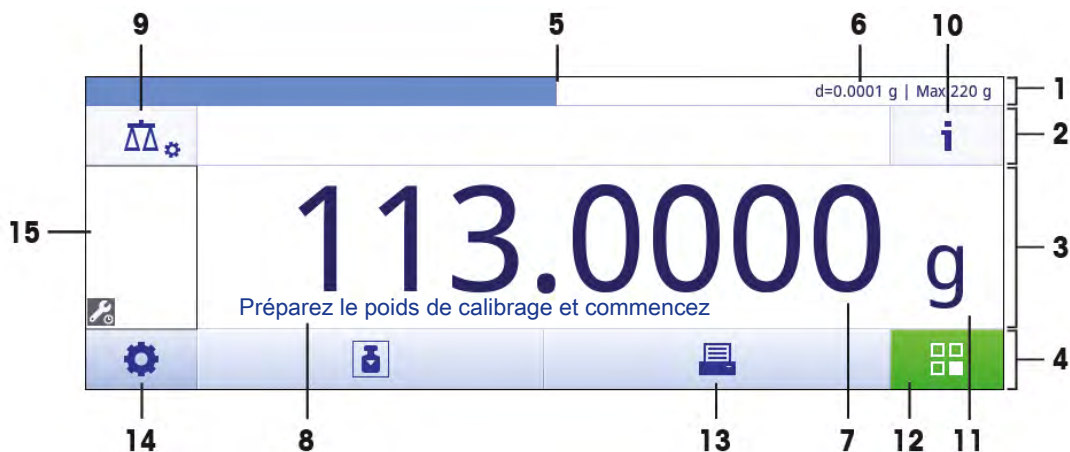 9 5 6 10
d=0.0001 g | Max 220 g
1
i
2
15
113.0000 g
3
Préparez le poids de calibrage et commencez
4
14 8 13 7 12 11